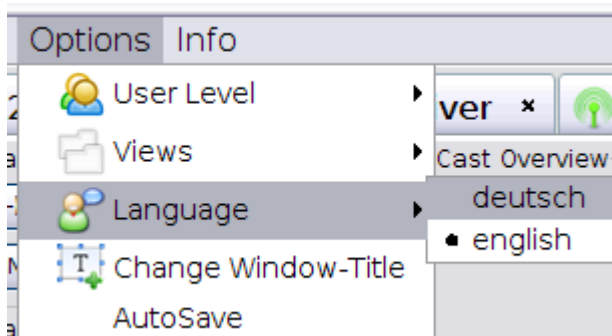 Options Info
User Level
ver ×
Views
Cast Overview
Language
deutsch
english
T Change Window-Title
AutoSave